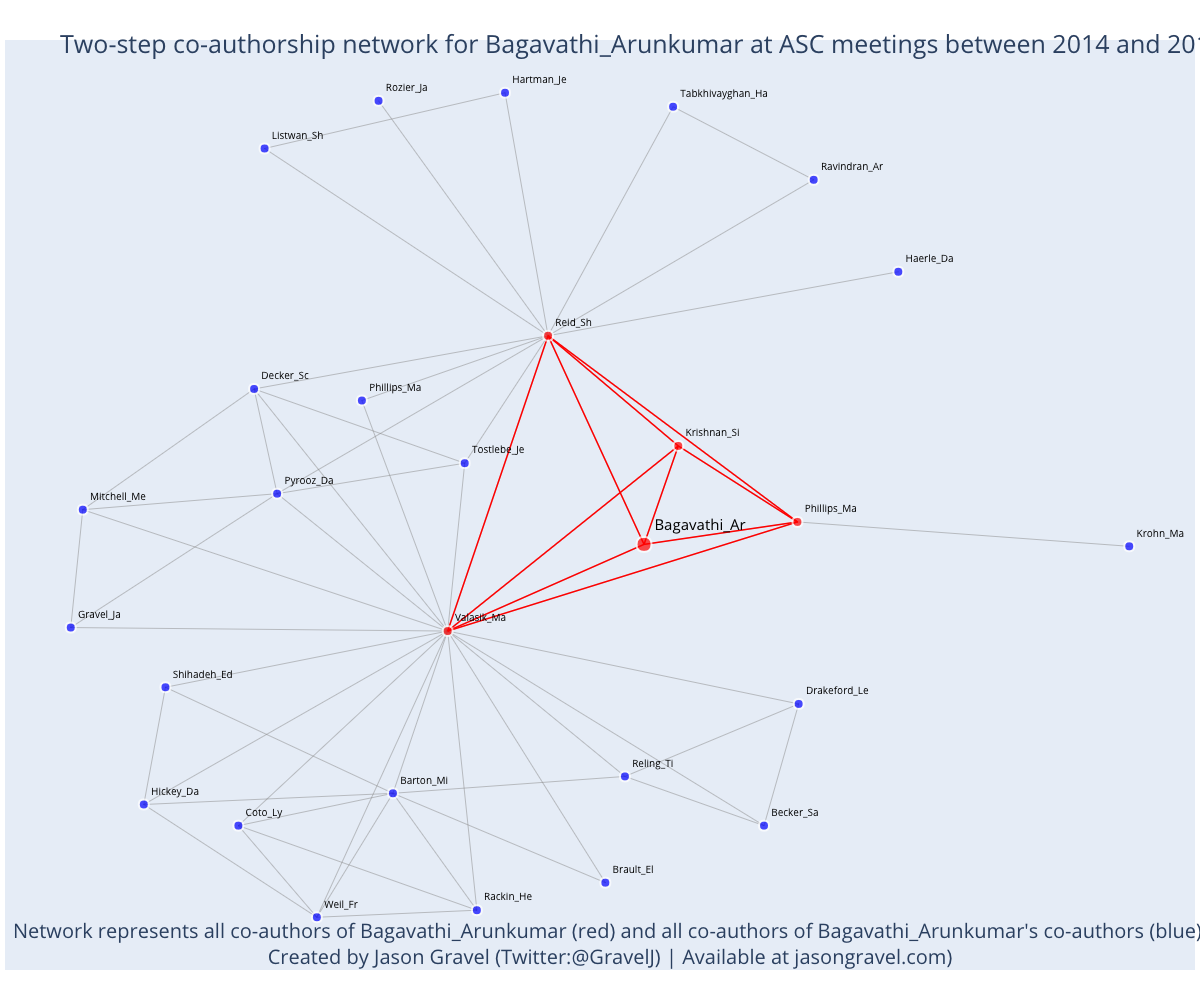 Two-step co-authorship network for Bagavathi_Arunkumar at ASC meetings between 2014 and 201
Hartman_Je
Rozier_Ja
Tabkhivayghan_Ha
Listwan_Sh
Ravindran_Ar
Haerle_Da
Reid_Sh
Decker_Sc
Phillips_Ma
Krishnan_Si
Tostlebe_Je
Pyrooz_Da
Mitchell_Me
Phillips_Ma
Bagavathi_Ar
Krohn_Ma
Gravel_Ja
Valasik_Ma
Shihadeh_Ed
Drakeford_Le
Reling_Ti
Barton_Mi
Hickey_Da
Coto_Ly
Becker_Sa
Brault_El
Rackin_He
Weil_Fr
Network represents all co-authors of Bagavathi_Arunkumar (red) and all co-authors of Bagavathi_Arunkumar's co-authors (blue)
Created by Jason Gravel (Twitter:@GravelJ) | Available at jasongravel.com)